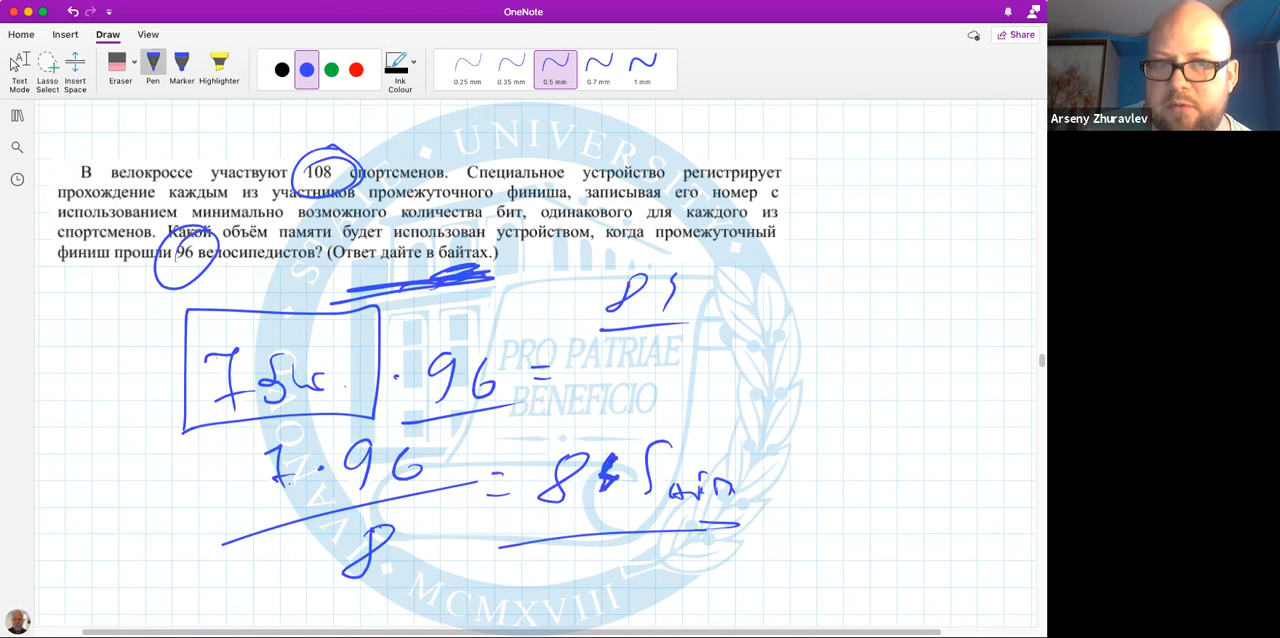 OneNote
Home Insert Draw View
Share
Text Mode
Lasso Select
Insert Space
Eraser
Pen
Marker
Highlighter
Ink Colour
0.25 mm 0.35 mm 0.5 mm 0.7 mm 1 mm
Arseny Zhuravlev
В велокроссе участвуют 108 спортсменов. Специальное устройство регистрирует
прохождение каждым из участников промежуточного финиша, записывая его номер с
использованием минимально возможного количества бит, одинакового для каждого из
спортсменов. Какой объём памяти будет использован устройством, когда промежуточный
финиш прошли 96 велосипедистов? (Ответ дайте в байтах.)
7 бит · 96 =
7 · 96
8
= 84 байт
STATE UNIVERSITY
PRO PATRIAE
BENEFICIO
MCMXVIII
IVANOVO